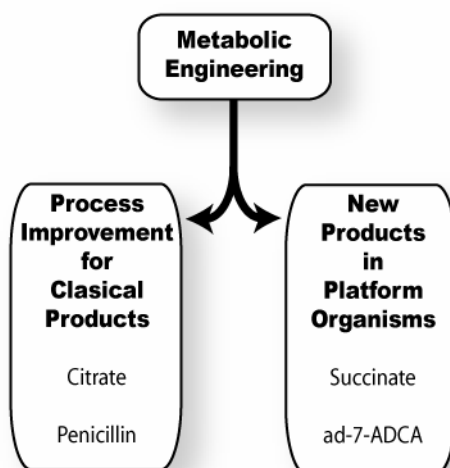 Metabolic
Engineering
Process
Improvement
for
Clasical
Products
Citrate
Penicillin
New
Products
in
Platform
Organisms
Succinate
ad-7-ADCA